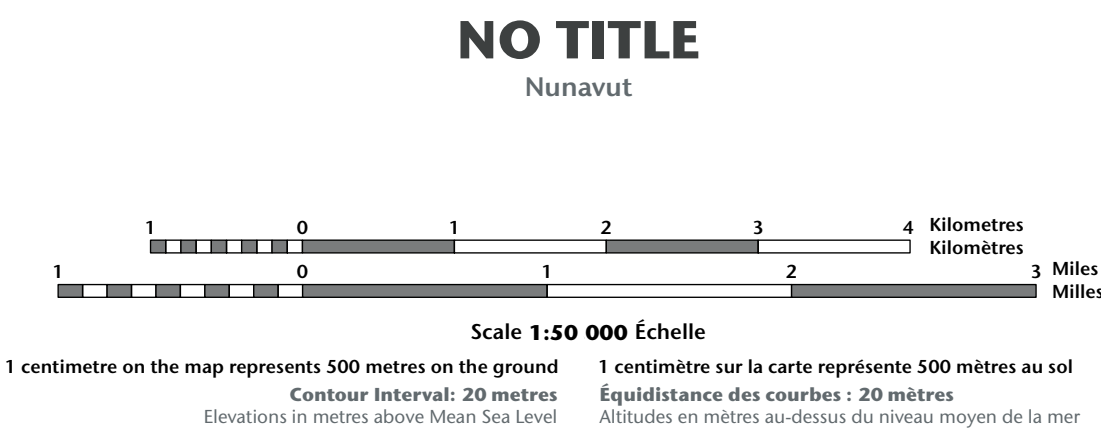 NO TITLE
Nunavut
1 0 1 2 3 4 Kilometres
Kilomètres
1 0 1 2 3 Miles
Milles
Scale 1:50 000 Échelle
1 centimetre on the map represents 500 metres on the ground
1 centimètre sur la carte représente 500 mètres au sol
Contour Interval: 20 metres
Équidistance des courbes : 20 mètres
Elevations in metres above Mean Sea Level
Altitudes en mètres au-dessus du niveau moyen de la mer